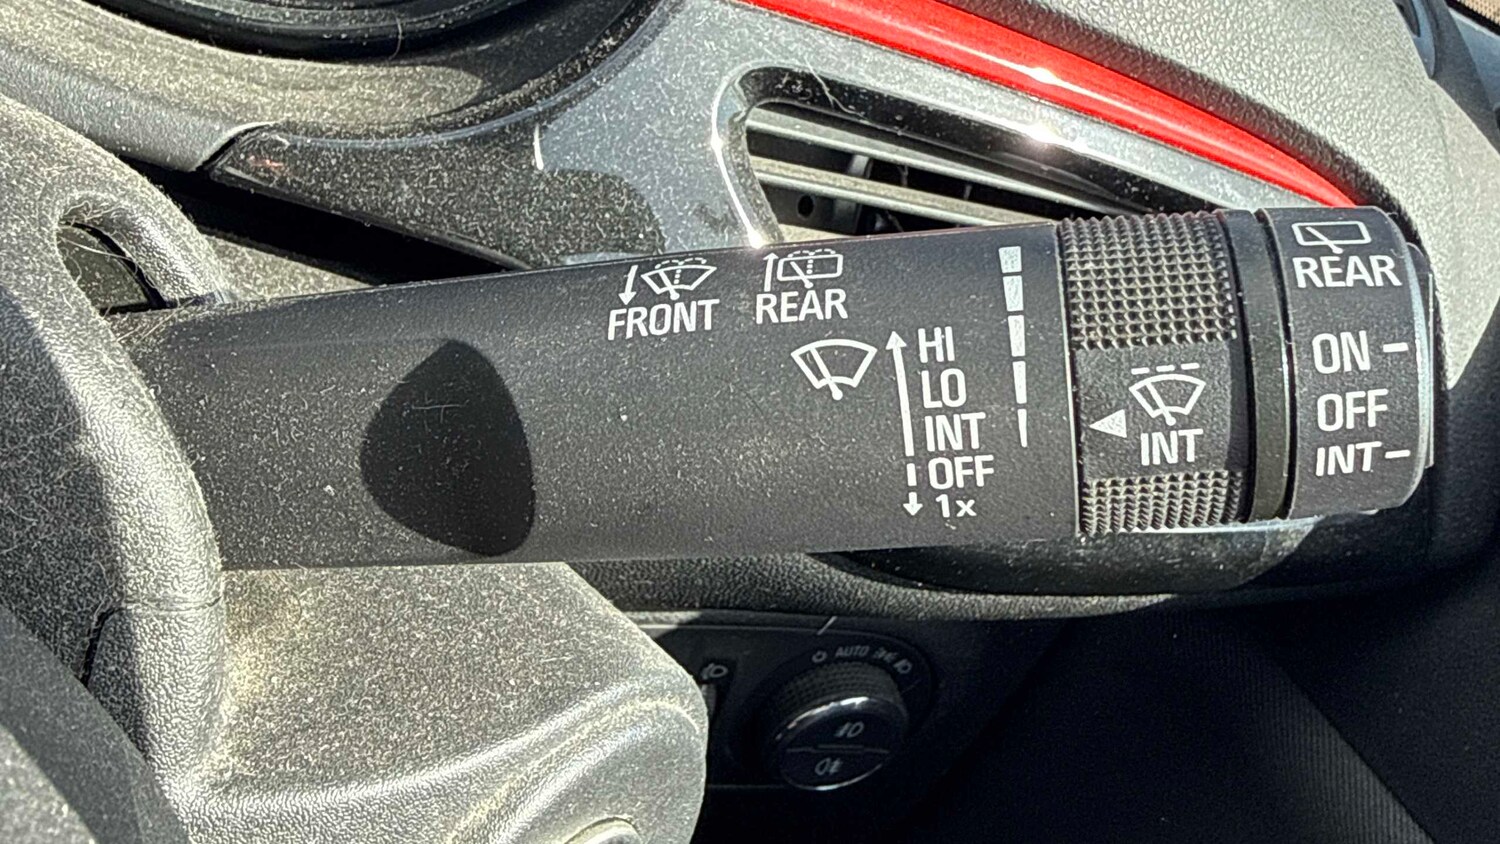 FRONT
REAR
HI
LO
INT
OFF
1x
INT
REAR
ON
OFF
INT
AUTO